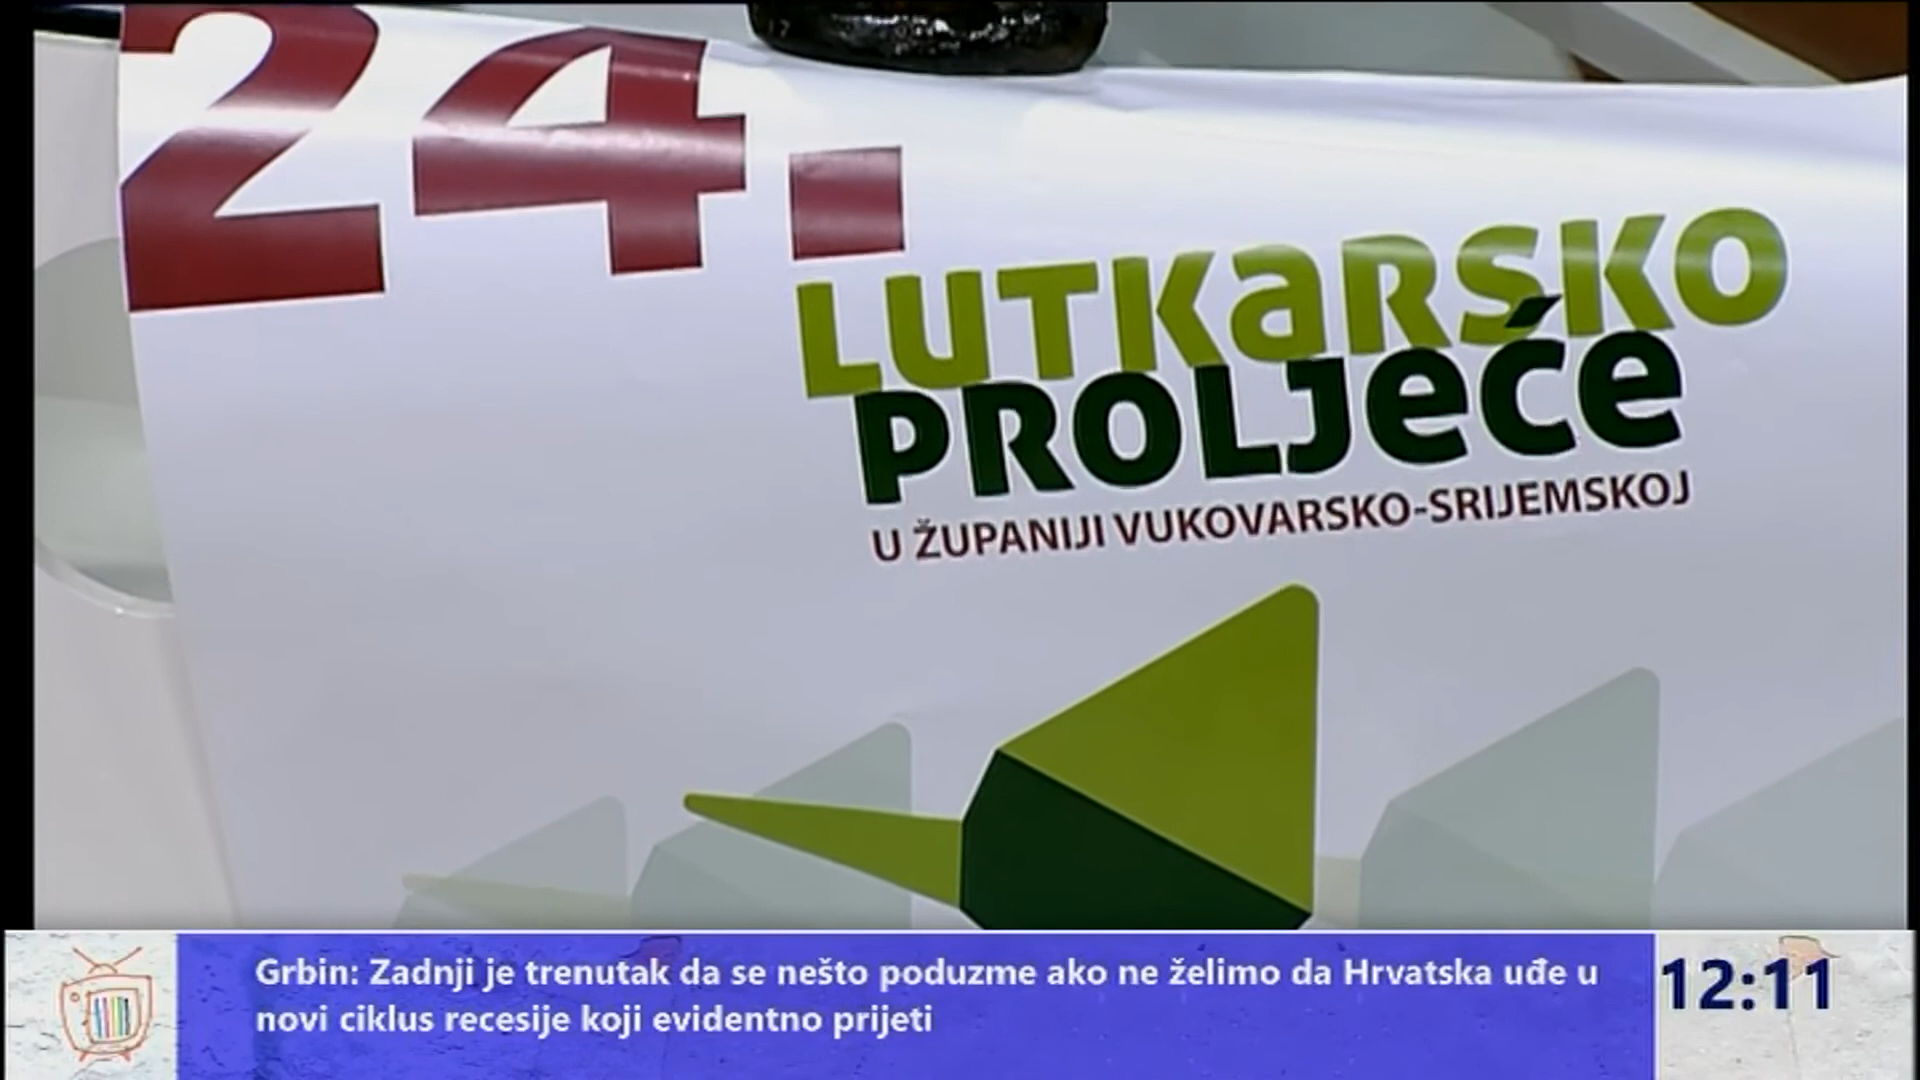 24.
LUTKaRSKO
PROLJeće
U ŽUPANIJI VUKOVARSKO-SRIJEMSKOJ
Grbin: Zadnji je trenutak da se nešto poduzme ako ne želimo da Hrvatska uđe u
novi ciklus recesije koji evidentno prijeti
12:11